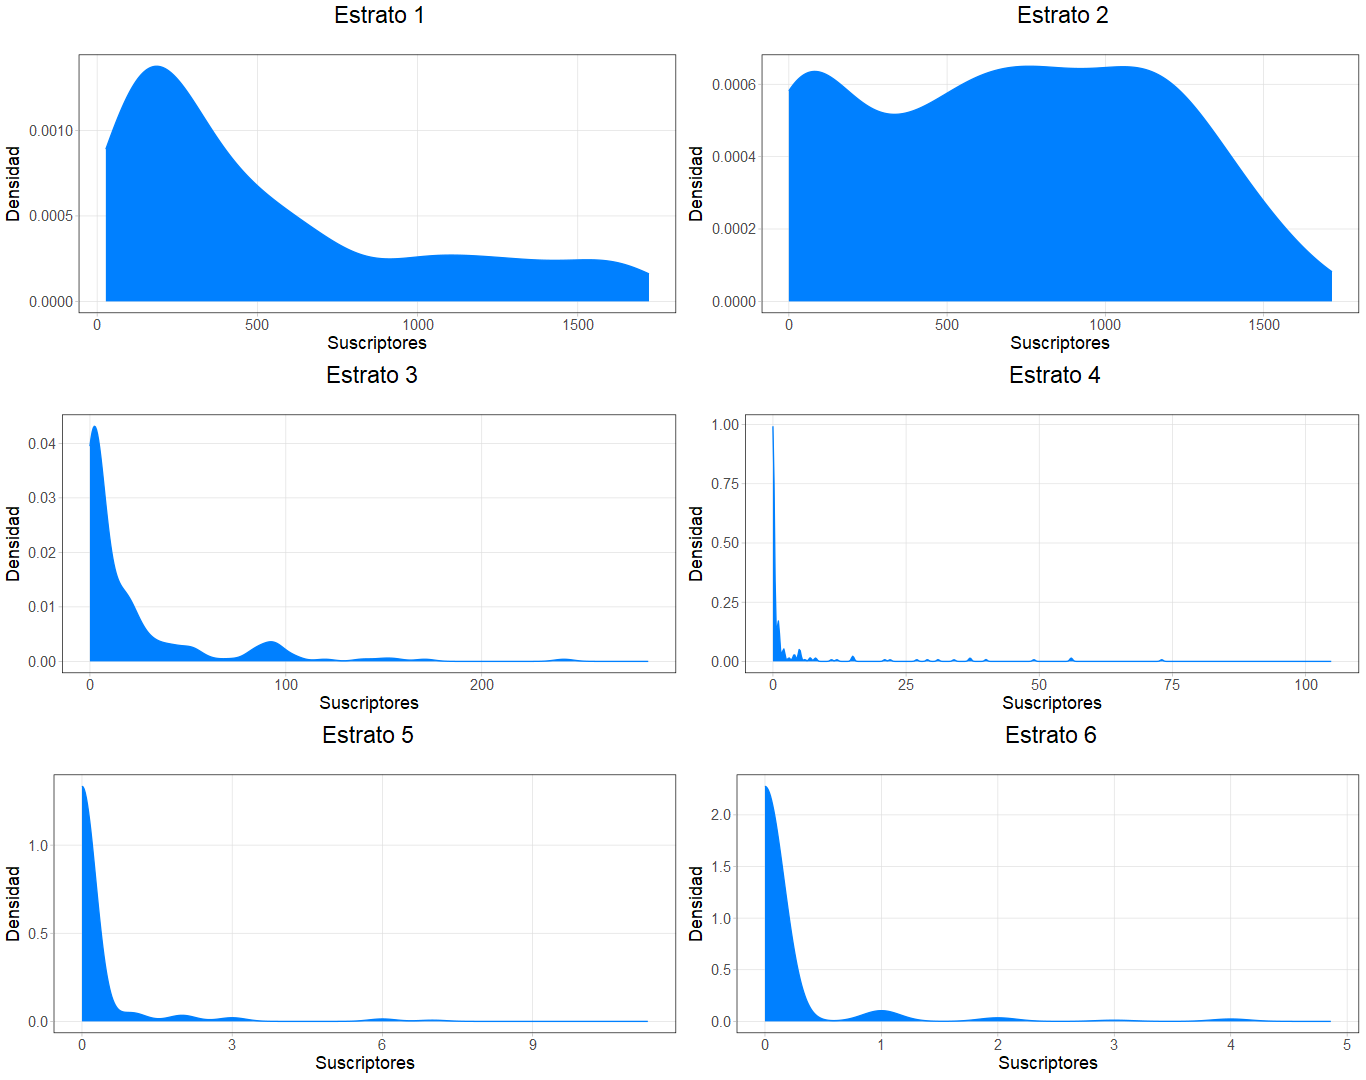 Estrato 1
Densidad
0.0010
0.0005
0.0000
0 500 1000 1500
Suscriptores
Estrato 2
Densidad
0.0006
0.0004
0.0002
0.0000
0 500 1000 1500
Suscriptores
Estrato 3
Densidad
0.04
0.03
0.02
0.01
0.00
0 100 200
Suscriptores
Estrato 4
Densidad
1.00
0.75
0.50
0.25
0.00
0 25 50 75 100
Suscriptores
Estrato 5
Densidad
1.0
0.5
0.0
0 3 6 9
Suscriptores
Estrato 6
Densidad
2.0
1.5
1.0
0.5
0.0
0 1 2 3 4 5
Suscriptores